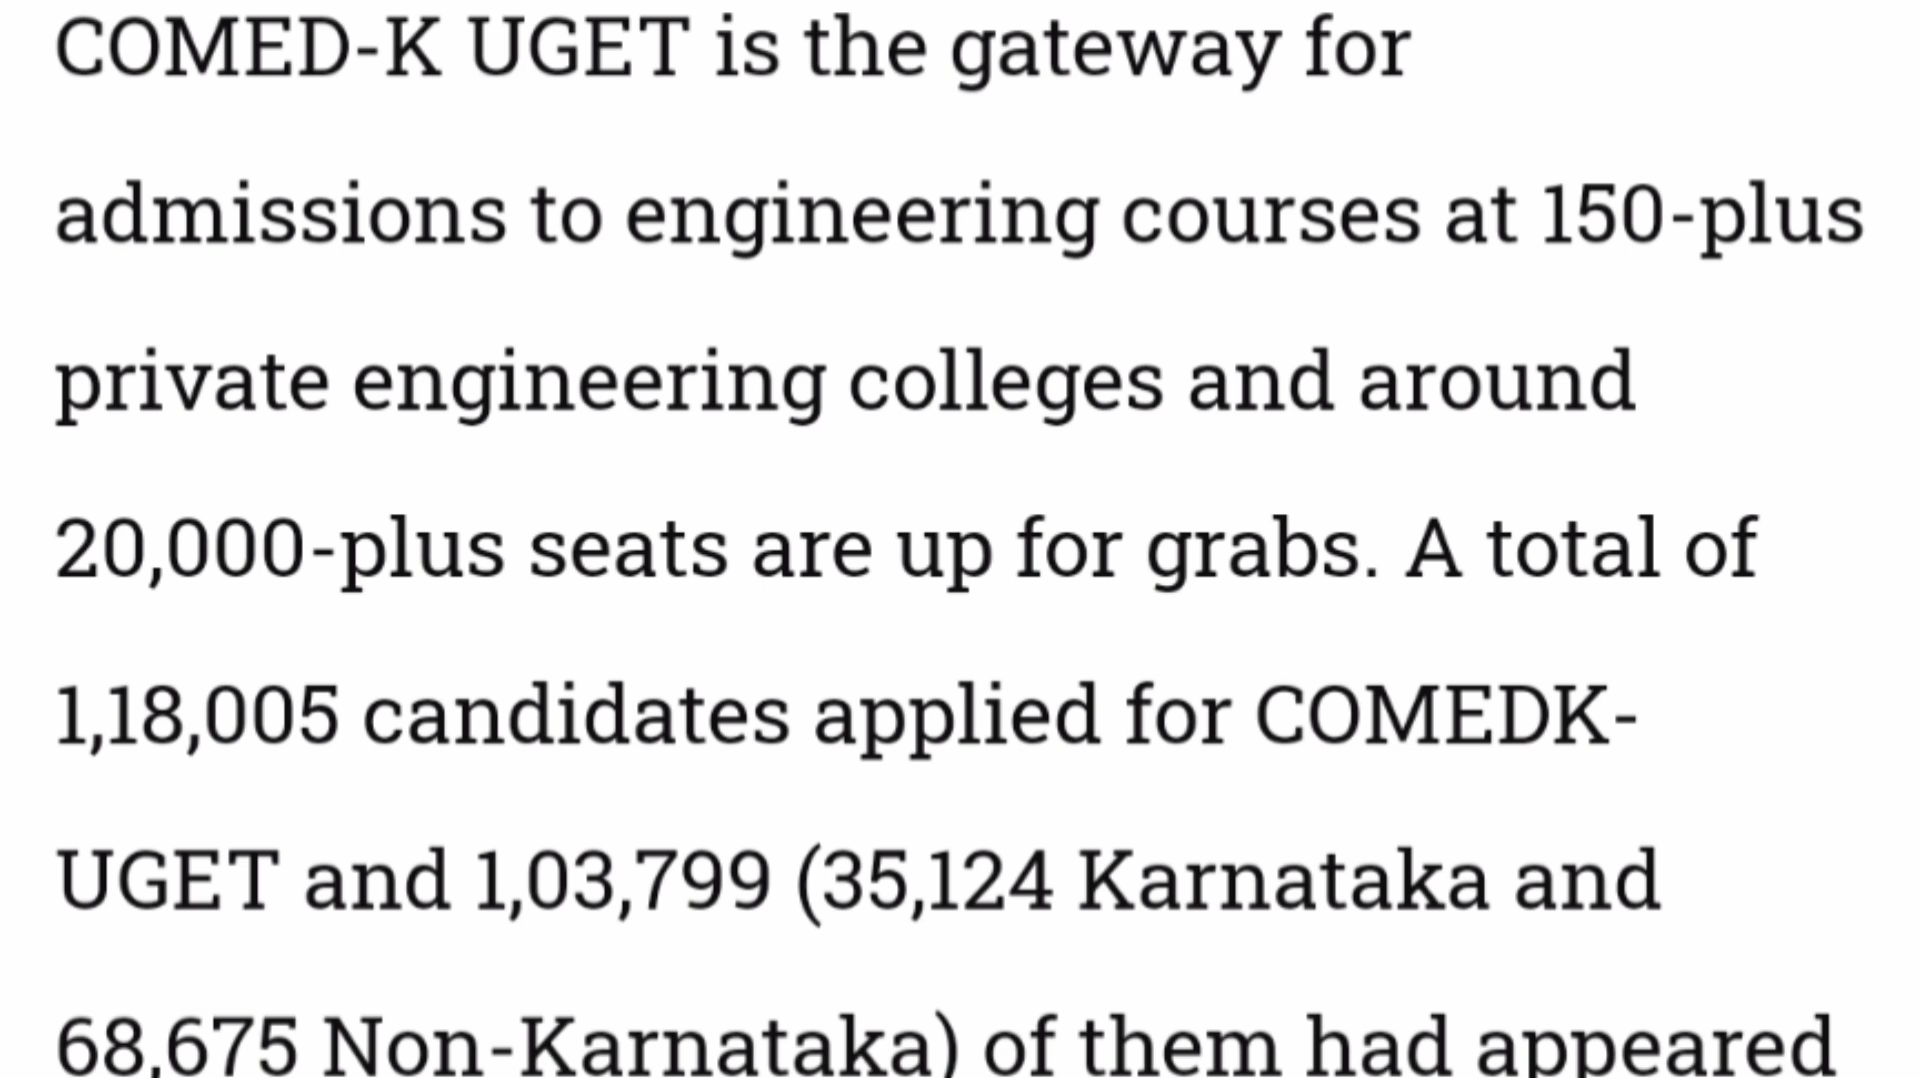 COMED-K UGET is the gateway for
admissions to engineering courses at 150-plus
private engineering colleges and around
20,000-plus seats are up for grabs. A total of
1,18,005 candidates applied for COMEDK-
UGET and 1,03,799 (35,124 Karnataka and
68,675 Non-Karnataka) of them had appeared